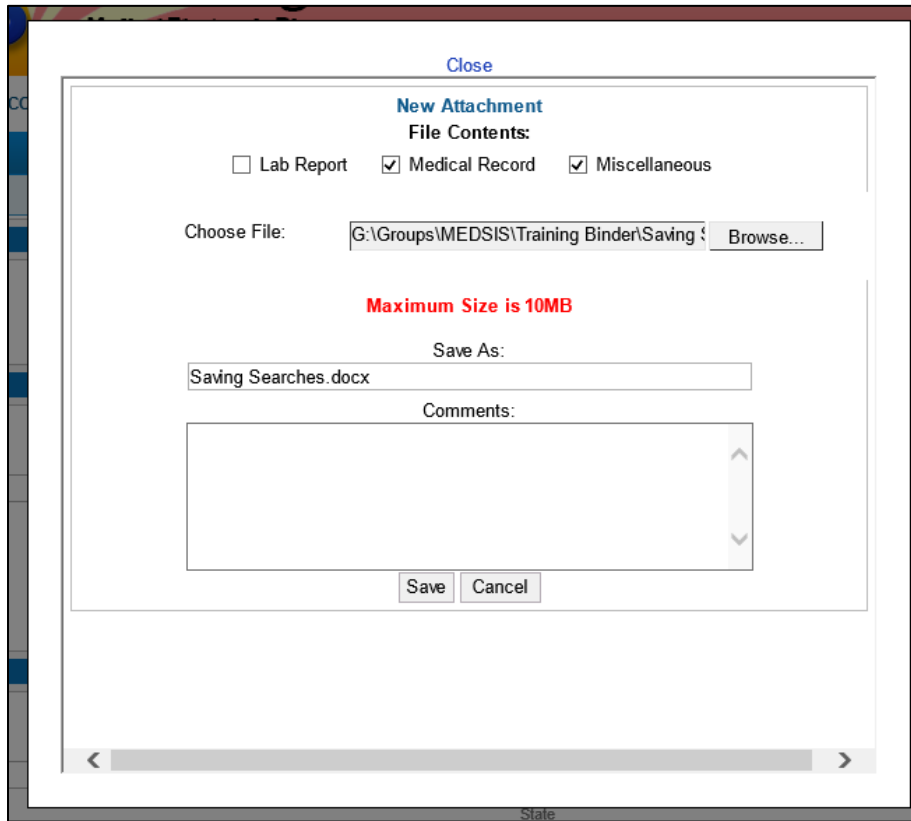 Close
New Attachment
File Contents:
Lab Report Medical Record Miscellaneous
Choose File: G:\Groups\MEDSIS\Training Binder\Saving Browse...
Maximum Size is 10MB
Save As:
Saving Searches.docx
Comments:
Save Cancel
State